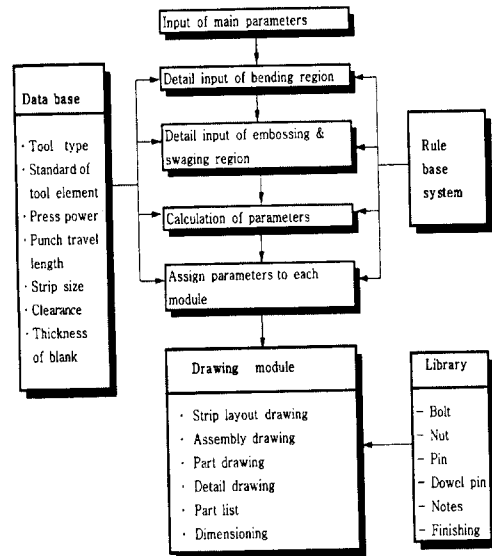 Input of main parameters
Data base
· Tool type
· Standard of
tool element
· Press power
· Punch travel
length
· Strip size
· Clearance
· Thickness
of blank
Detail input of bending region
Detail input of embossing &
swaging region
Calculation of parameters
Assign parameters to each
module
Rule
base
system
Drawing module
· Strip layout drawing
· Assembly drawing
· Part drawing
· Detail drawing
· Part list
· Dimensioning
Library
– Bolt
– Nut
– Pin
– Dowel pin
– Notes
– Finishing